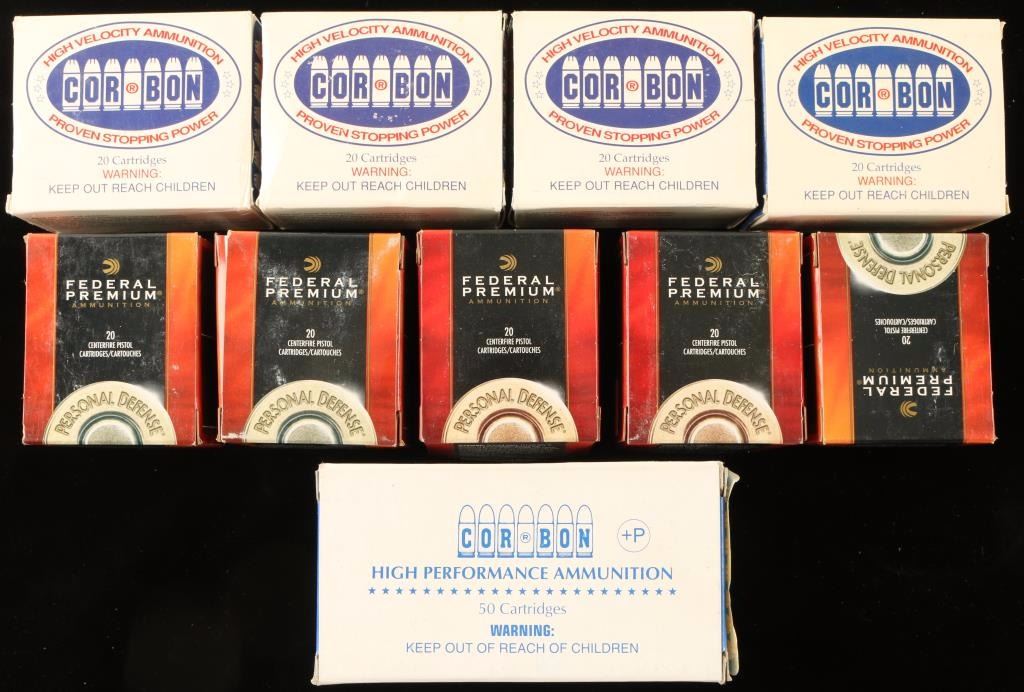 HIGH VELOCITY AMMUNITION
COR®BON
PROVEN STOPPING POWER
20 Cartridges
WARNING:
KEEP OUT REACH CHILDREN
HIGH VELOCITY AMMUNITION
COR®BON
PROVEN STOPPING POWER
20 Cartridges
WARNING:
KEEP OUT REACH CHILDREN
HIGH VELOCITY AMMUNITION
COR®BON
PROVEN STOPPING POWER
20 Cartridges
WARNING:
KEEP OUT REACH CHILDREN
HIGH VELOCITY AMMUNITION
COR®BON
PROVEN STOPPING POWER
20 Cartridges
WARNING:
KEEP OUT REACH CHILDREN
FEDERAL
PREMIUM®
AMMUNITION
20
CENTERFIRE PISTOL
CARTRIDGES/CARTOUCHES
PERSONAL DEFENSE®
FEDERAL
PREMIUM®
AMMUNITION
20
CENTERFIRE PISTOL
CARTRIDGES/CARTOUCHES
PERSONAL DEFENSE®
FEDERAL
PREMIUM®
AMMUNITION
20
CENTERFIRE PISTOL
CARTRIDGES/CARTOUCHES
PERSONAL DEFENSE®
FEDERAL
PREMIUM®
AMMUNITION
20
CENTERFIRE PISTOL
CARTRIDGES/CARTOUCHES
PERSONAL DEFENSE®
FEDERAL
PREMIUM®
AMMUNITION
20
CENTERFIRE PISTOL
CARTRIDGES/CARTOUCHES
PERSONAL DEFENSE®
COR®BON +P
HIGH PERFORMANCE AMMUNITION
50 Cartridges
WARNING:
KEEP OUT OF REACH OF CHILDREN